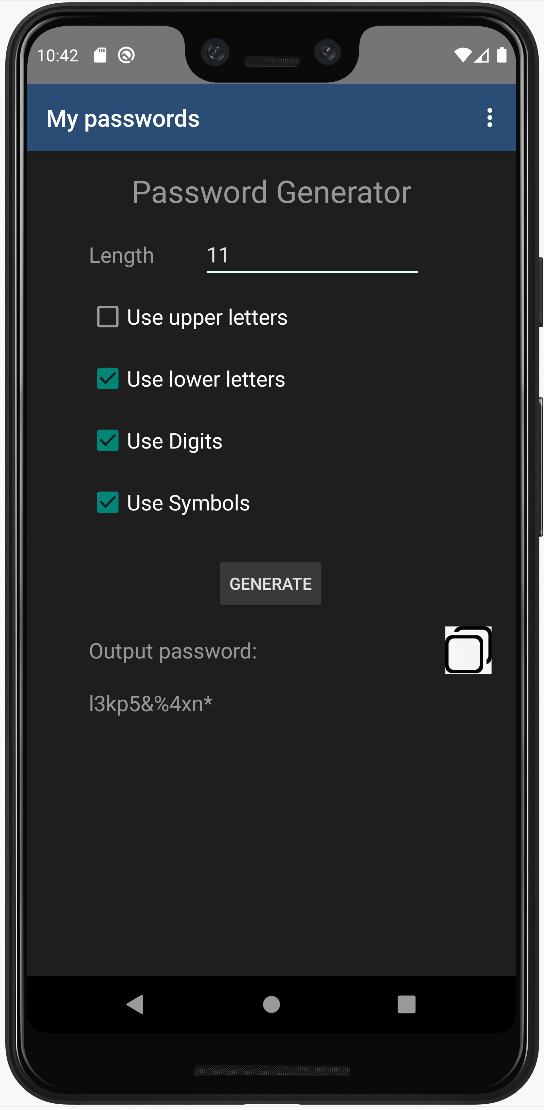 10:42
My passwords
Password Generator
Length 11
Use upper letters
Use lower letters
Use Digits
Use Symbols
GENERATE
Output password:
l3kp5&%4xn*